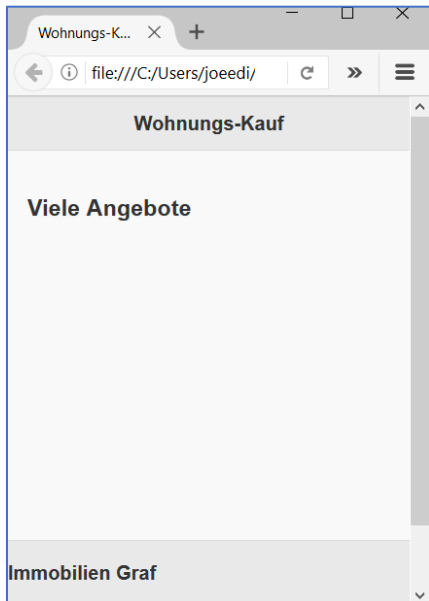 Wohnungs-K...
file:///C:/Users/joeedi/
Wohnungs-Kauf
Viele Angebote
Immobilien Graf